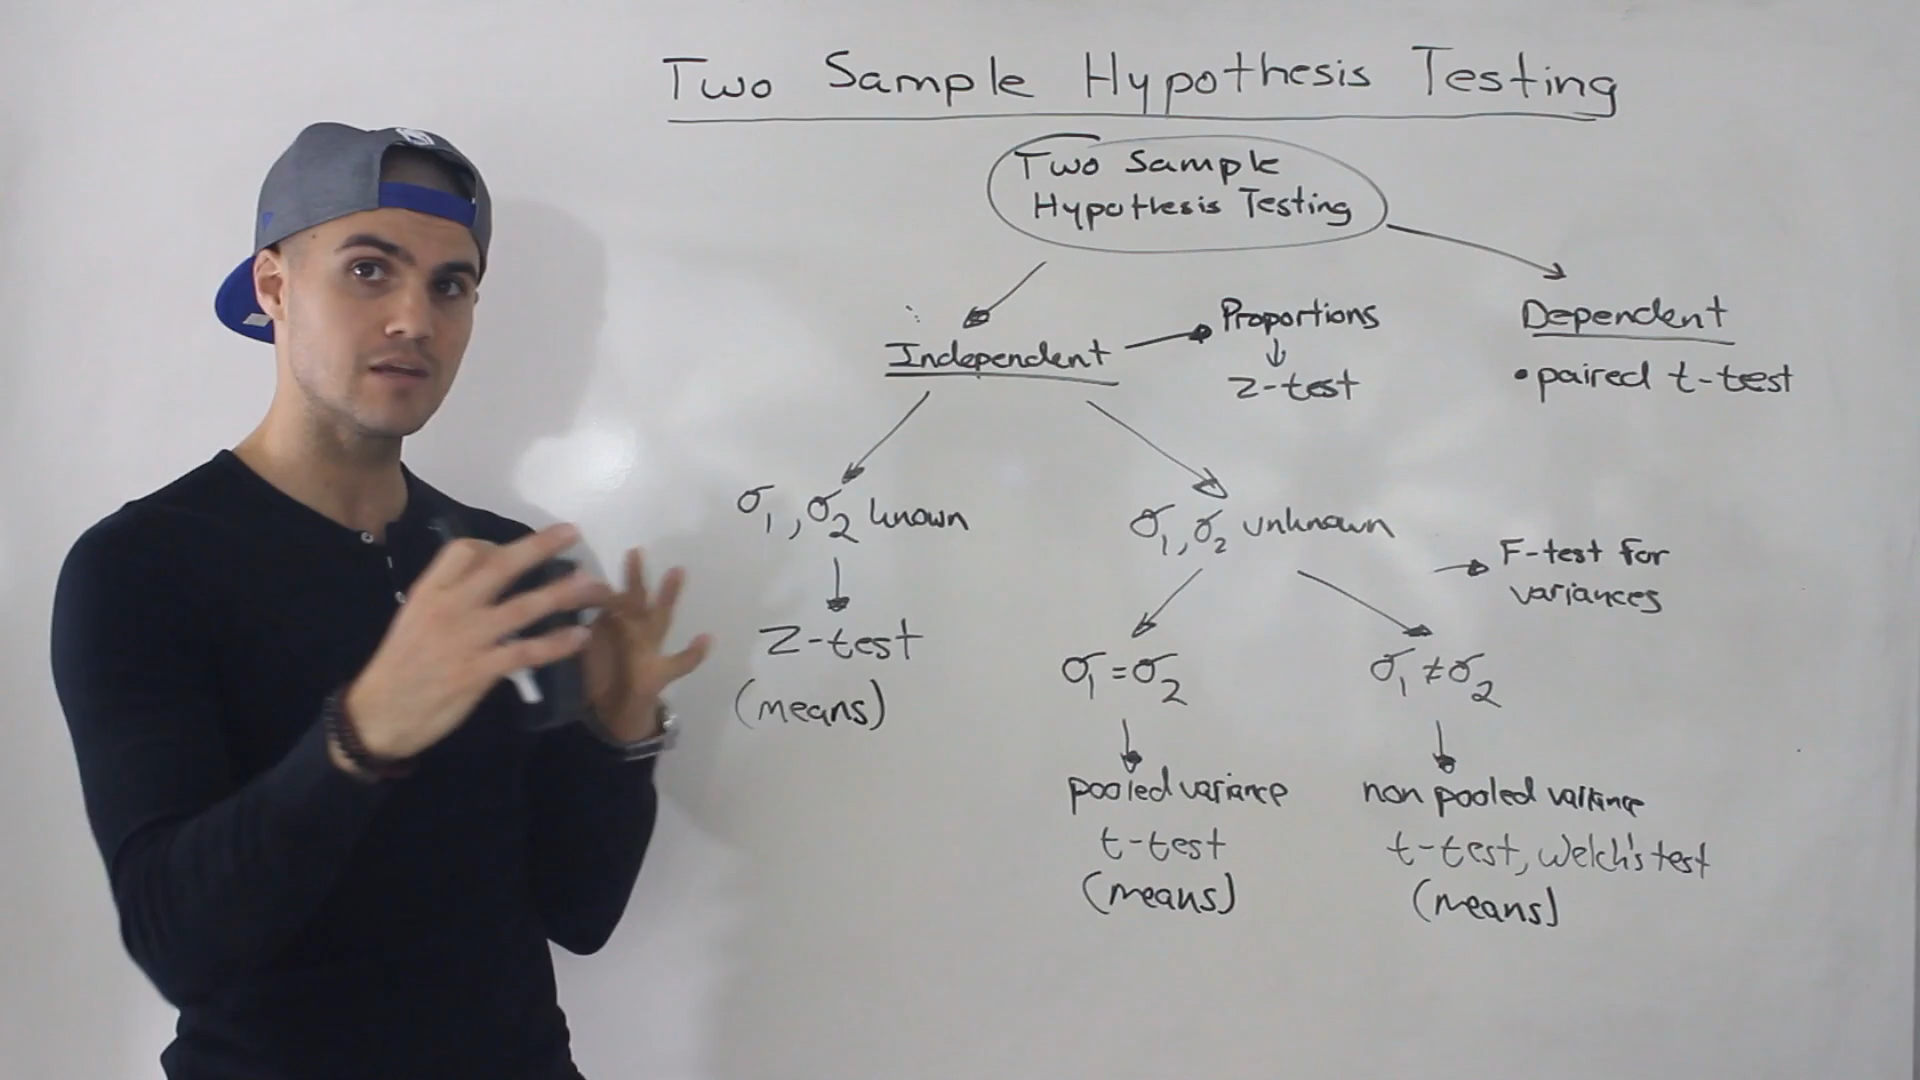 Two Sample Hypothesis Testing
Two Sample
Hypothesis Testing
Independent
Proportions
z-test
Dependent
• paired t-test
σ1, σ2 known
z-test
(means)
σ1, σ2 unknown
F-test for
variances
σ1 = σ2
pooled variance
t-test
(means)
σ1 ≠ σ2
non pooled variance
t-test, Welch's test
(means)